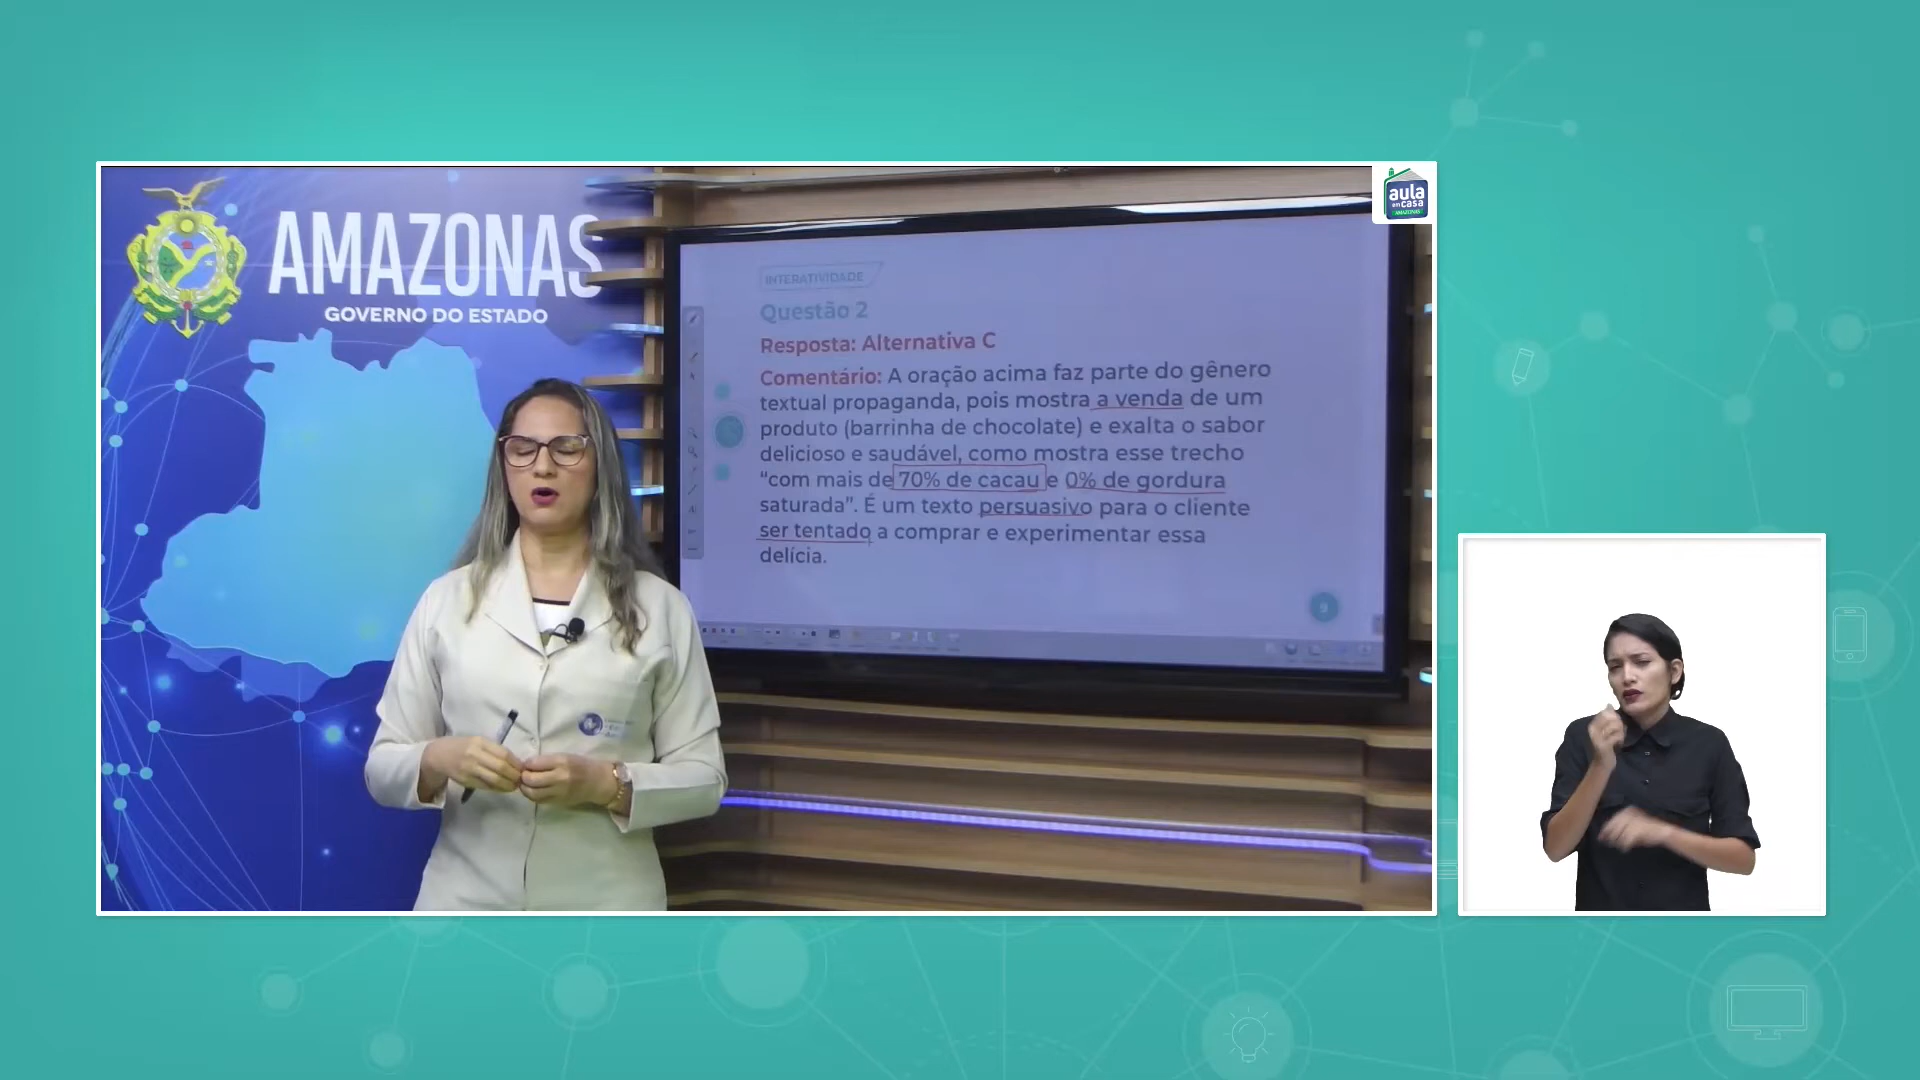 AMAZONAS
GOVERNO DO ESTADO
aula
em casa
AMAZONAS
INTERATIVIDADE
Questão 2
Resposta: Alternativa C
Comentário: A oração acima faz parte do gênero
textual propaganda, pois mostra a venda de um
produto (barrinha de chocolate) e exalta o sabor
delicioso e saudável, como mostra esse trecho
“com mais de 70% de cacau e 0% de gordura
saturada”. É um texto persuasivo para o cliente
ser tentado a comprar e experimentar essa
delícia.
9